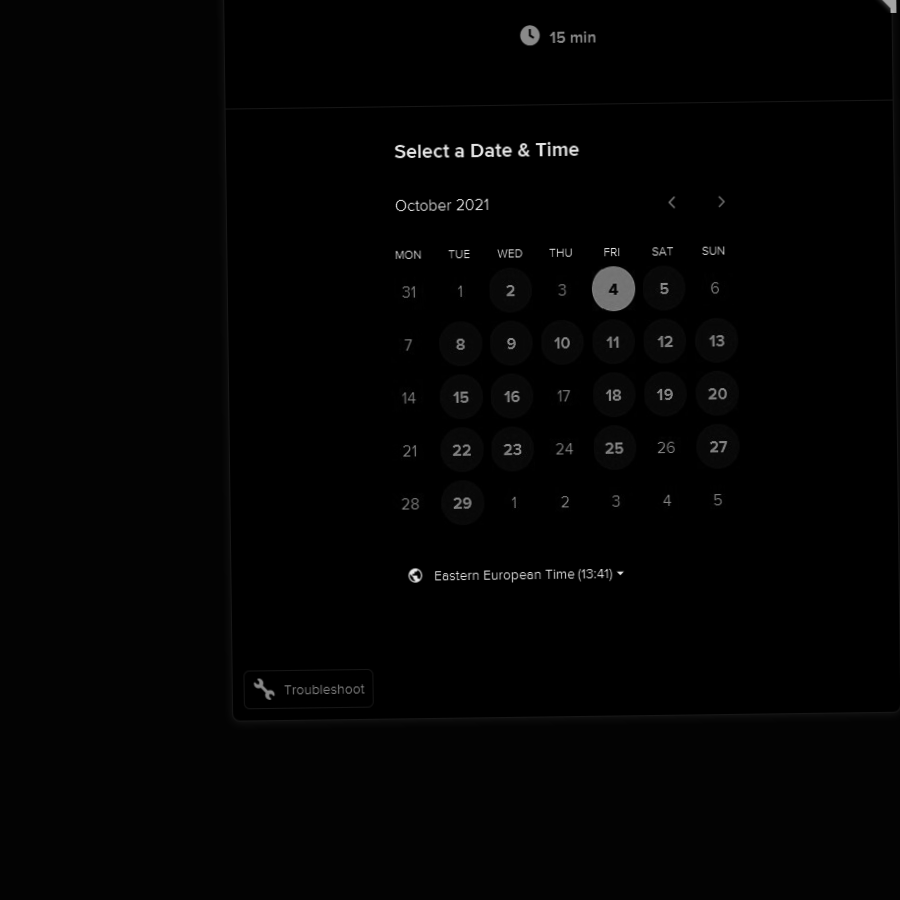 15 min
Select a Date & Time
October 2021
MON TUE WED THU FRI SAT SUN
31 1 2 3 4 5 6
7 8 9 10 11 12 13
14 15 16 17 18 19 20
21 22 23 24 25 26 27
28 29 1 2 3 4 5
Eastern European Time (13:41)
Troubleshoot